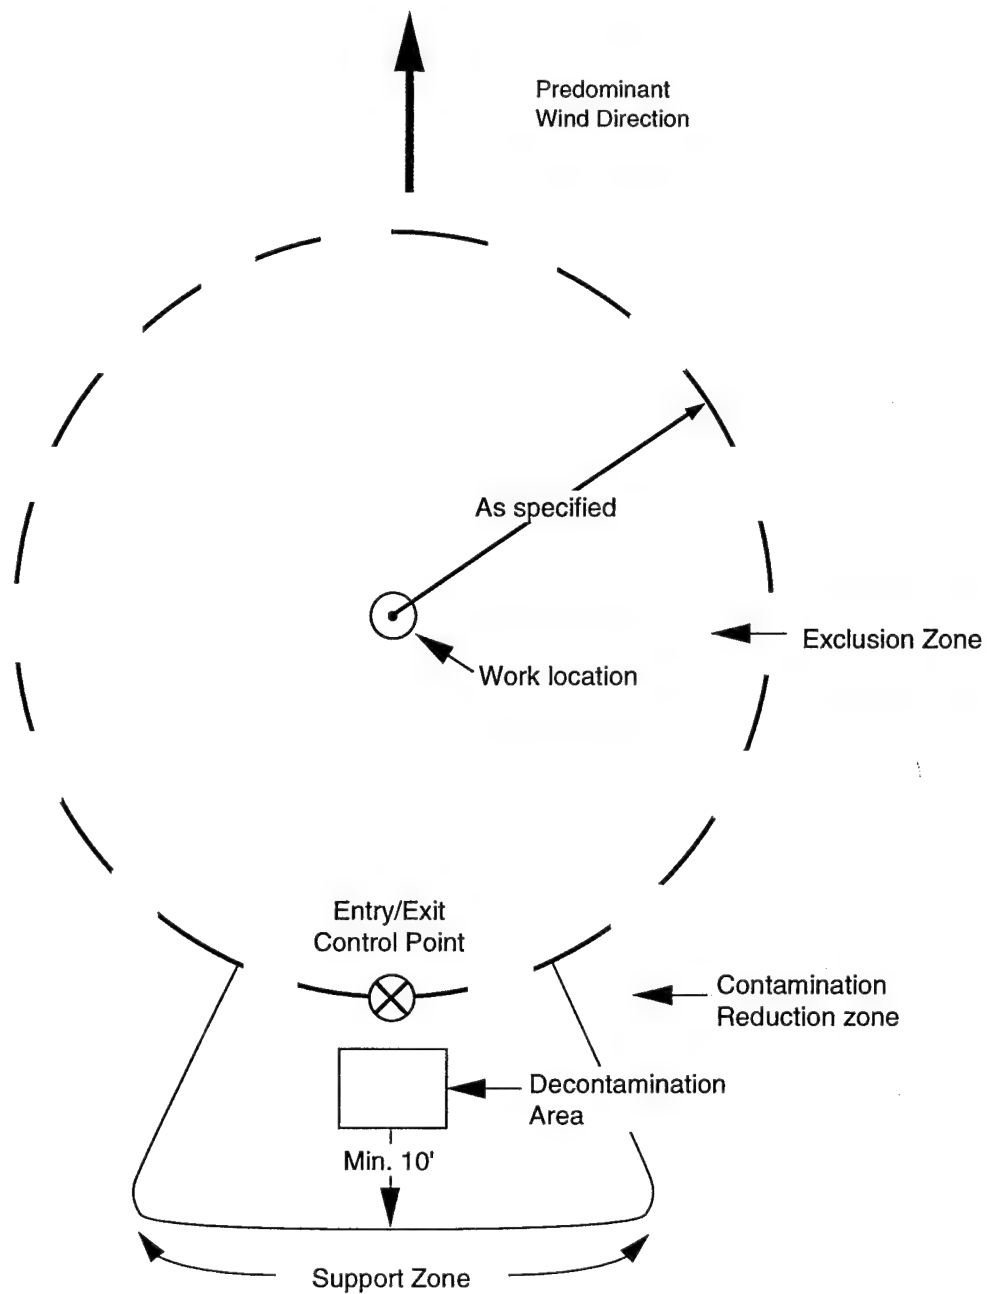 Predominant
Wind Direction
As specified
Exclusion Zone
Work location
Entry/Exit
Control Point
Contamination
Reduction zone
Decontamination
Area
Min. 10'
Support Zone